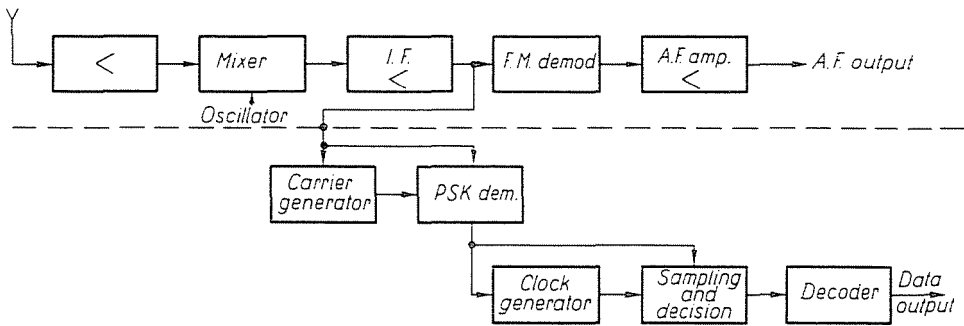 <
Mixer
I.F.
<
F.M. demod
A.F. amp.
<
A.F. output
Oscillator
Carrier
generator
PSK dem.
Clock
generator
Sampling
and
decision
Decoder
Data
output